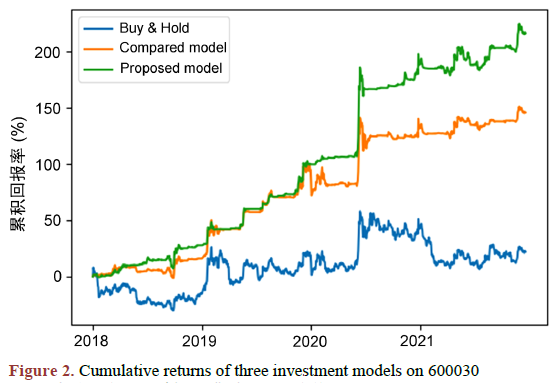 Buy & Hold
Compared model
Proposed model
累积回报率 (%)
200
150
100
50
0
2018 2019 2020 2021
Figure 2. Cumulative returns of three investment models on 600030